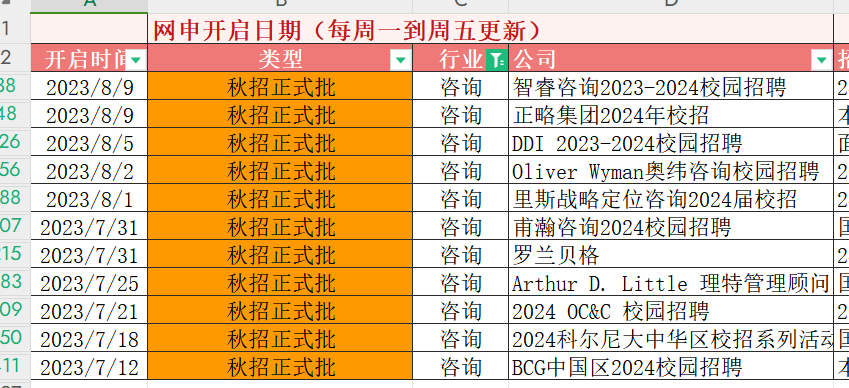 A B C D
1 网申开启日期（每周一到周五更新）
2 开启时间 类型 行业 公司
38 2023/8/9 秋招正式批 咨询 智睿咨询2023-2024校园招聘 2
48 2023/8/9 秋招正式批 咨询 正略集团2024年校招 本
26 2023/8/5 秋招正式批 咨询 DDI 2023-2024校园招聘
56 2023/8/2 秋招正式批 咨询 Oliver Wyman奥纬咨询校园招聘 2
88 2023/8/1 秋招正式批 咨询 里斯战略定位咨询2024届校招 2
07 2023/7/31 秋招正式批 咨询 甫瀚咨询2024校园招聘
15 2023/7/31 秋招正式批 咨询 罗兰贝格 2
83 2023/7/25 秋招正式批 咨询 Arthur D. Little 理特管理顾问
09 2023/7/21 秋招正式批 咨询 2024 OC&C 校园招聘 2
50 2023/7/18 秋招正式批 咨询 2024科尔尼大中华区校招系列活动
11 2023/7/12 秋招正式批 咨询 BCG中国区2024校园招聘 本